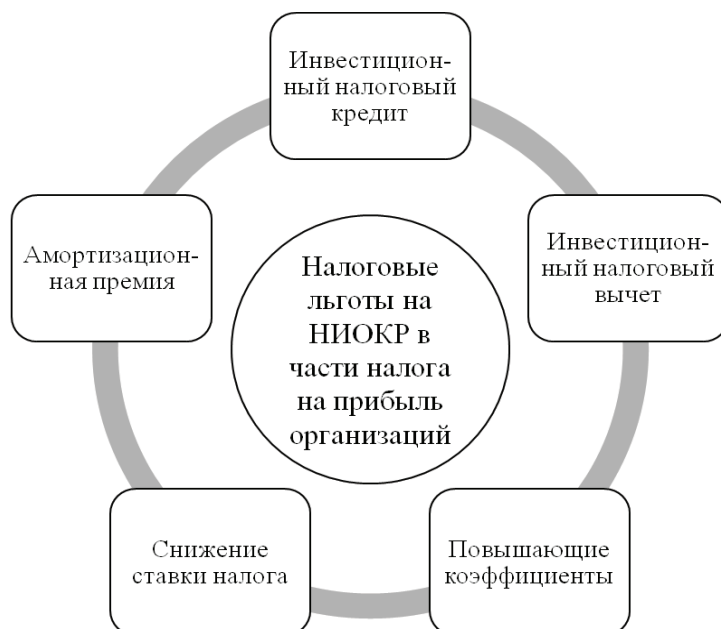 Инвестицион-
ный налоговый
кредит
Инвестицион-
ный налоговый
вычет
Повышающие
коэффициенты
Снижение
ставки налога
Амортизацион-
ная премия
Налоговые
льготы на
НИОКР в
части налога
на прибыль
организаций